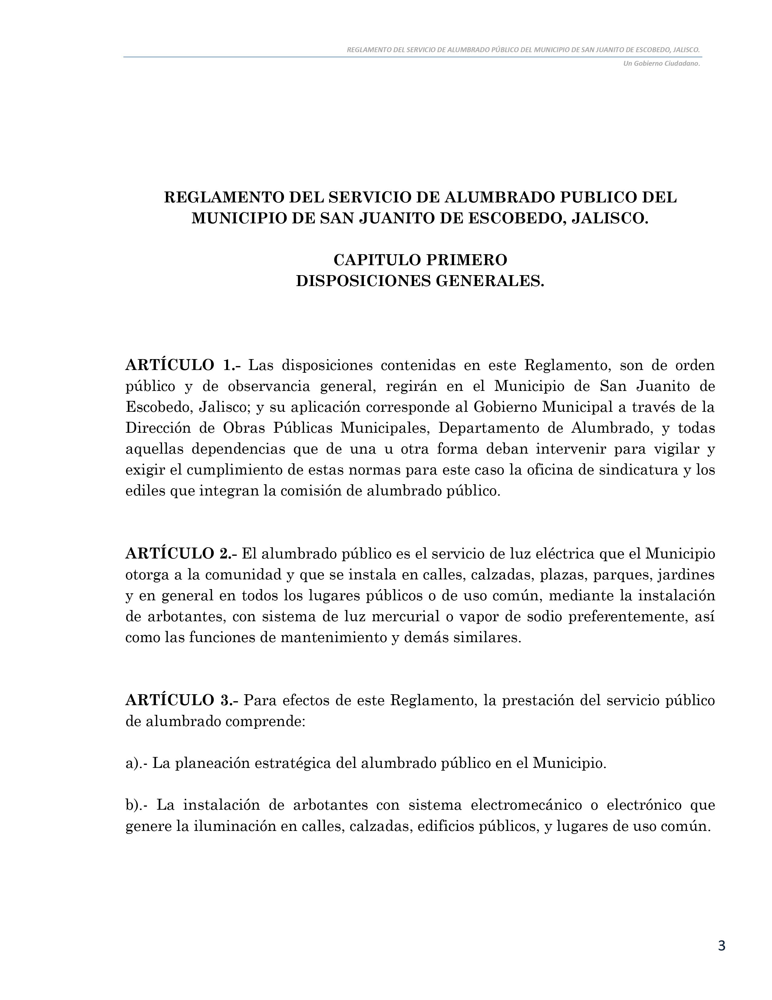 REGLAMENTO DEL SERVICIO DE ALUMBRADO PÚBLICO DEL MUNICIPIO DE SAN JUANITO DE ESCOBEDO, JALISCO.
Un Gobierno Ciudadano.
REGLAMENTO DEL SERVICIO DE ALUMBRADO PUBLICO DEL
MUNICIPIO DE SAN JUANITO DE ESCOBEDO, JALISCO.
CAPITULO PRIMERO
DISPOSICIONES GENERALES.
ARTÍCULO 1.- Las disposiciones contenidas en este Reglamento, son de orden
público y de observancia general, regirán en el Municipio de San Juanito de
Escobedo, Jalisco; y su aplicación corresponde al Gobierno Municipal a través de la
Dirección de Obras Públicas Municipales, Departamento de Alumbrado, y todas
aquellas dependencias que de una u otra forma deban intervenir para vigilar y
exigir el cumplimiento de estas normas para este caso la oficina de sindicatura y los
ediles que integran la comisión de alumbrado público.
ARTÍCULO 2.- El alumbrado público es el servicio de luz eléctrica que el Municipio
otorga a la comunidad y que se instala en calles, calzadas, plazas, parques, jardines
y en general en todos los lugares públicos o de uso común, mediante la instalación
de arbotantes, con sistema de luz mercurial o vapor de sodio preferentemente, así
como las funciones de mantenimiento y demás similares.
ARTÍCULO 3.- Para efectos de este Reglamento, la prestación del servicio público
de alumbrado comprende:
a).- La planeación estratégica del alumbrado público en el Municipio.
b).- La instalación de arbotantes con sistema electromecánico o electrónico que
genere la iluminación en calles, calzadas, edificios públicos, y lugares de uso común.
3